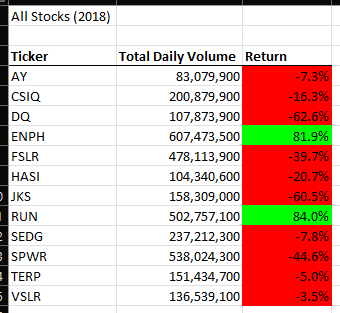 All Stocks (2018)
Ticker Total Daily Volume Return
AY 83,079,900 -7.3%
CSIQ 200,879,900 -16.3%
DQ 107,873,900 -62.6%
ENPH 607,473,500 81.9%
FSLR 478,113,900 -39.7%
HASI 104,340,600 -20.7%
JKS 158,309,000 -60.5%
RUN 502,757,100 84.0%
SEDG 237,212,300 -7.8%
SPWR 538,024,300 -44.6%
TERP 151,434,700 -5.0%
VSLR 136,539,100 -3.5%